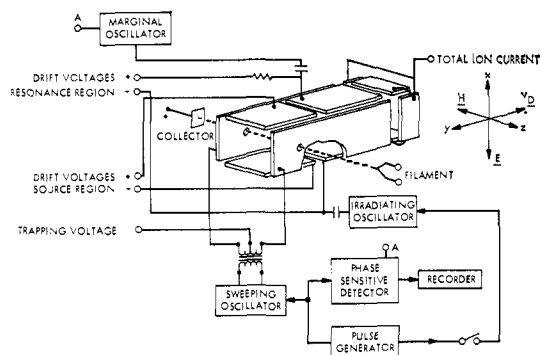 A
MARGINAL
OSCILLATOR
TOTAL ION CURRENT
DRIFT VOLTAGES +
RESONANCE REGION -
COLLECTOR
x
H
V_D
y
z
E
DRIFT VOLTAGES +
SOURCE REGION -
FILAMENT
TRAPPING VOLTAGE
IRRADIATING
OSCILLATOR
A
PHASE
SENSITIVE
DETECTOR
RECORDER
SWEEPING
OSCILLATOR
PULSE
GENERATOR